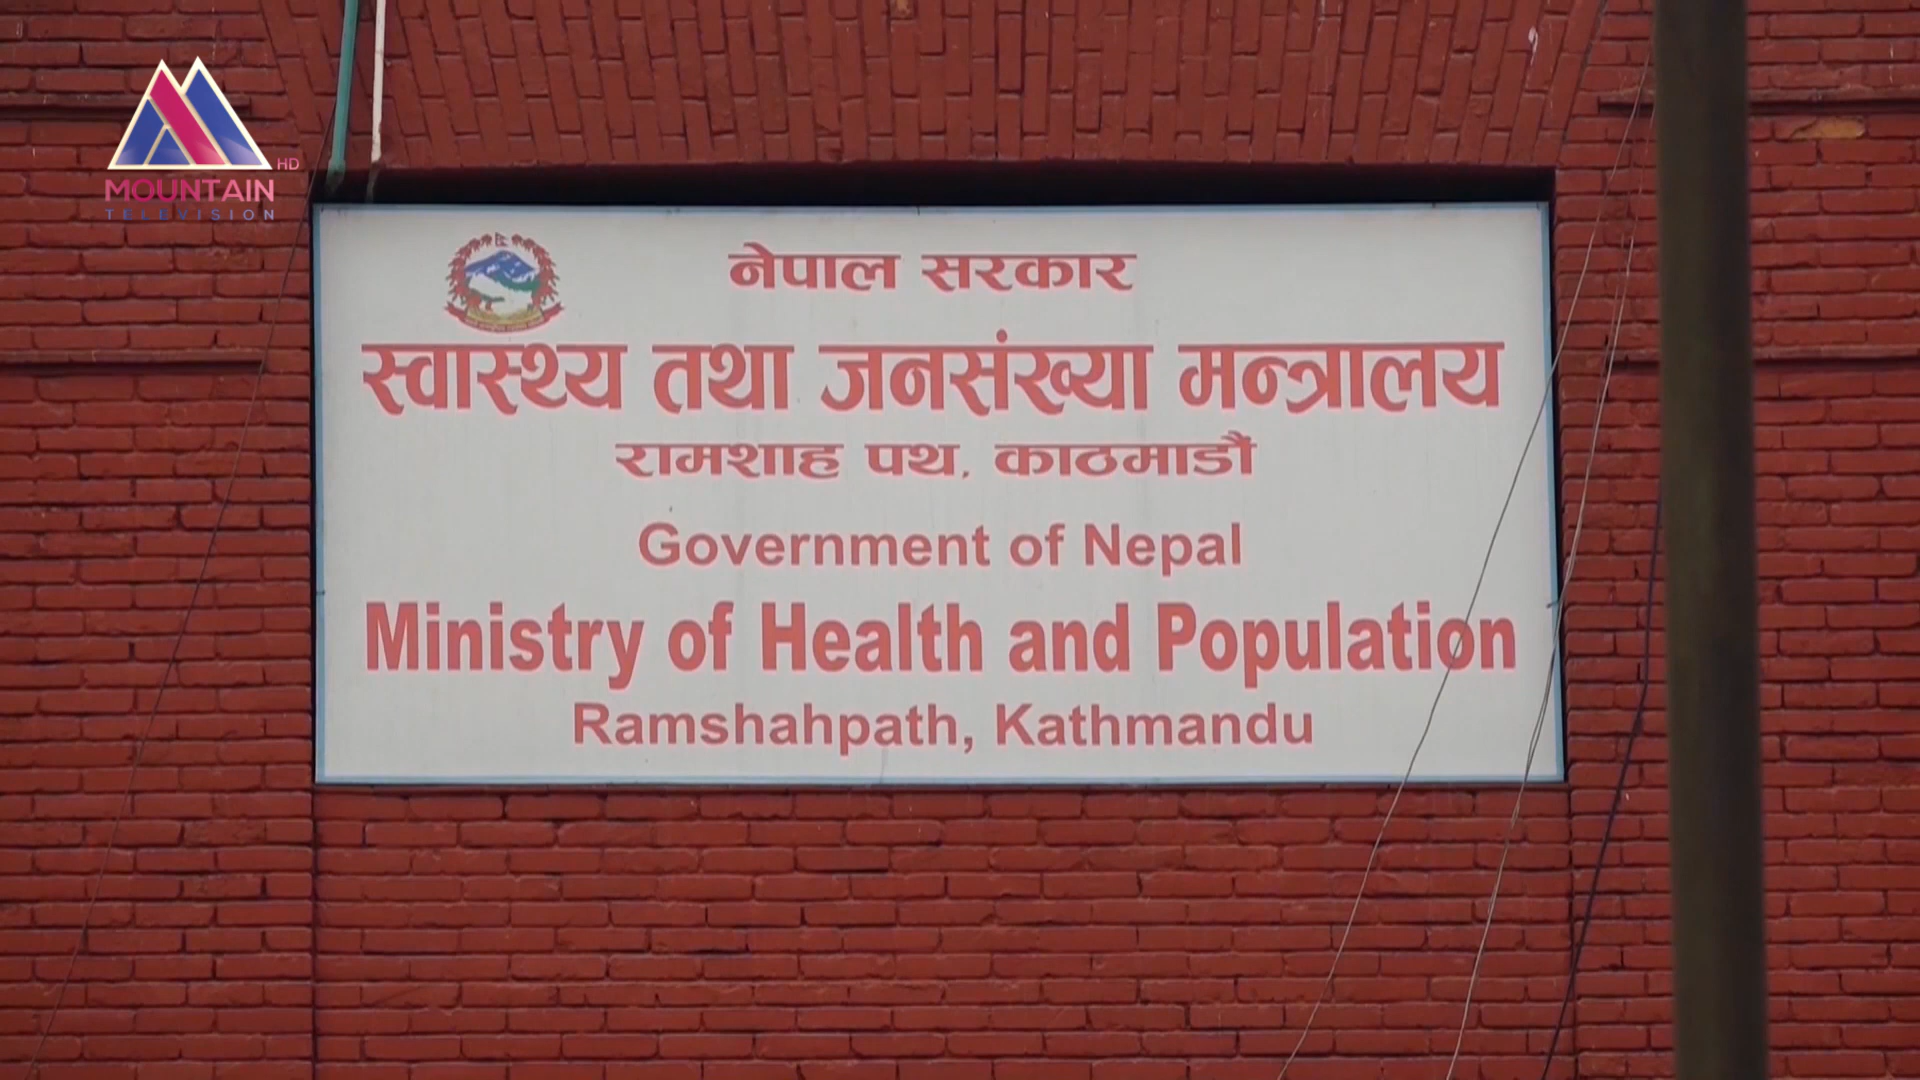 MOUNTAIN HD
TELEVISION
नेपाल सरकार
स्वास्थ्य तथा जनसंख्या मन्त्रालय
रामशाह पथ, काठमाडौं
Government of Nepal
Ministry of Health and Population
Ramshahpath, Kathmandu